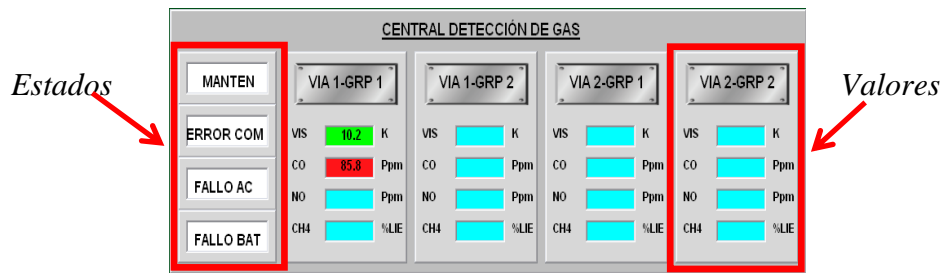 CENTRAL DETECCIÓN DE GAS
Estados
MANTEN
ERROR COM
FALLO AC
FALLO BAT
VIA 1-GRP 1
VIS 10.2 K
CO 85.8 Ppm
NO Ppm
CH4 %LIE
VIA 1-GRP 2
VIS K
CO Ppm
NO Ppm
CH4 %LIE
VIA 2-GRP 1
VIS K
CO Ppm
NO Ppm
CH4 %LIE
VIA 2-GRP 2
VIS K
CO Ppm
NO Ppm
CH4 %LIE
Valores